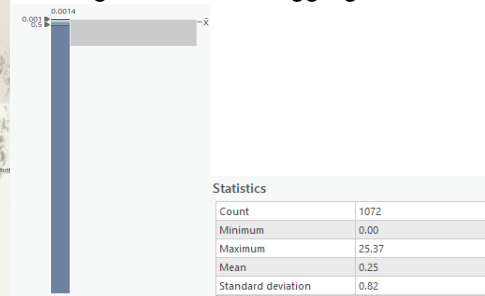 0.0014
0.001
0.5
x̄
Statistics
Count 1072
Minimum 0.00
Maximum 25.37
Mean 0.25
Standard deviation 0.82